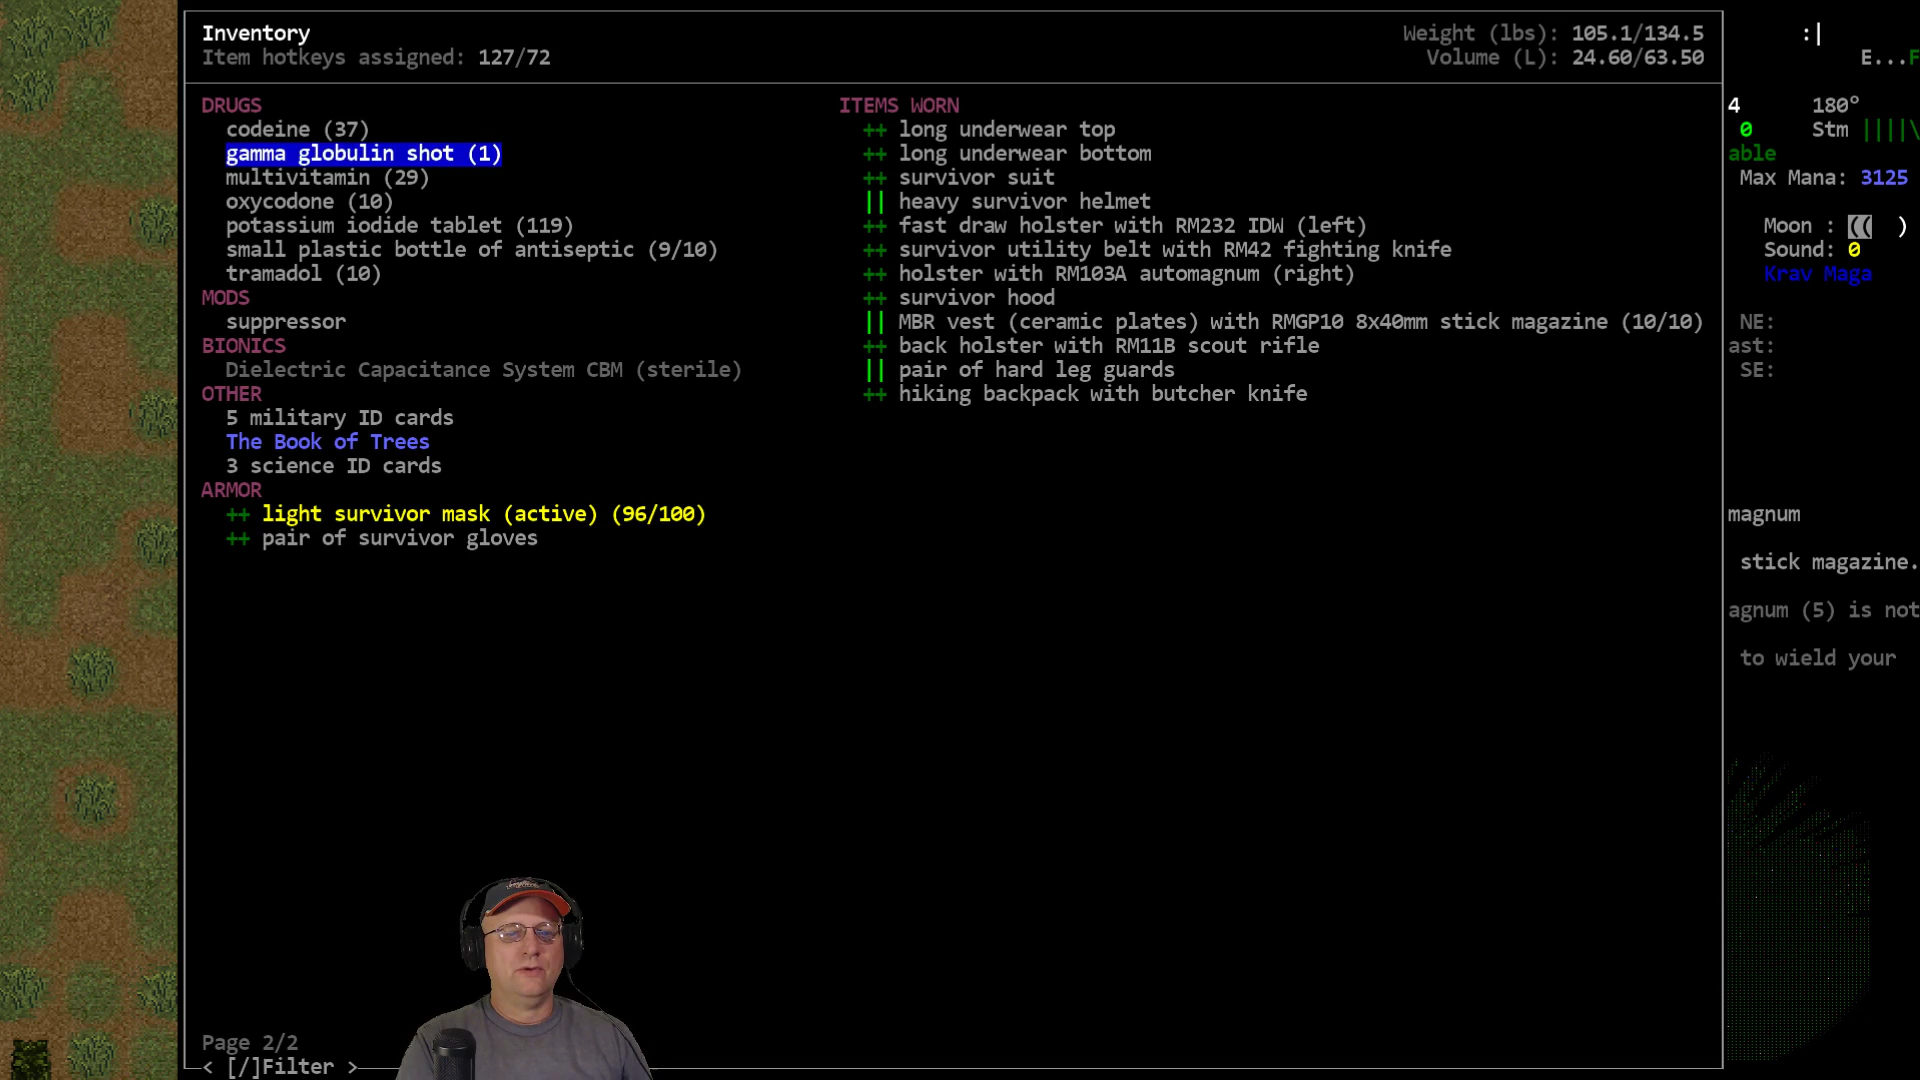 Inventory
Item hotkeys assigned: 127/72
Weight (lbs): 105.1/134.5
Volume (L): 24.60/63.50
DRUGS
codeine (37)
gamma globulin shot (1)
multivitamin (29)
oxycodone (10)
potassium iodide tablet (119)
small plastic bottle of antiseptic (9/10)
tramadol (10)
MODS
suppressor
BIONICS
Dielectric Capacitance System CBM (sterile)
OTHER
5 military ID cards
The Book of Trees
3 science ID cards
ARMOR
++ light survivor mask (active) (96/100)
++ pair of survivor gloves
ITEMS WORN
++ long underwear top
++ long underwear bottom
++ survivor suit
|| heavy survivor helmet
++ fast draw holster with RM232 IDW (left)
++ survivor utility belt with RM42 fighting knife
++ holster with RM103A automagnum (right)
++ survivor hood
|| MBR vest (ceramic plates) with RMGP10 8x40mm stick magazine (10/10)
++ back holster with RM11B scout rifle
|| pair of hard leg guards
++ hiking backpack with butcher knife
Page 2/2
< [/]Filter >
:|
E...F
4 180°
0 Stm ||||\
able
Max Mana: 3125
Moon : (( )
Sound: 0
Krav Maga
NE:
ast:
SE:
magnum
stick magazine.
agnum (5) is not
to wield your